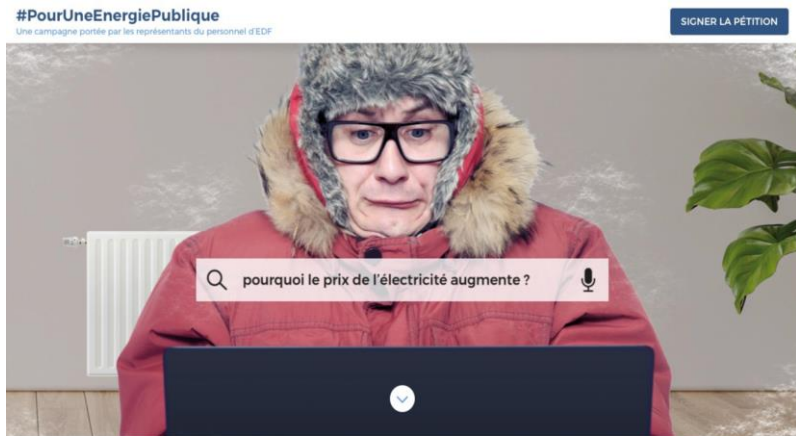 #PourUneEnergiePublique
Une campagne portée par les représentants du personnel d'EDF
SIGNER LA PÉTITION
pourquoi le prix de l'électricité augmente ?